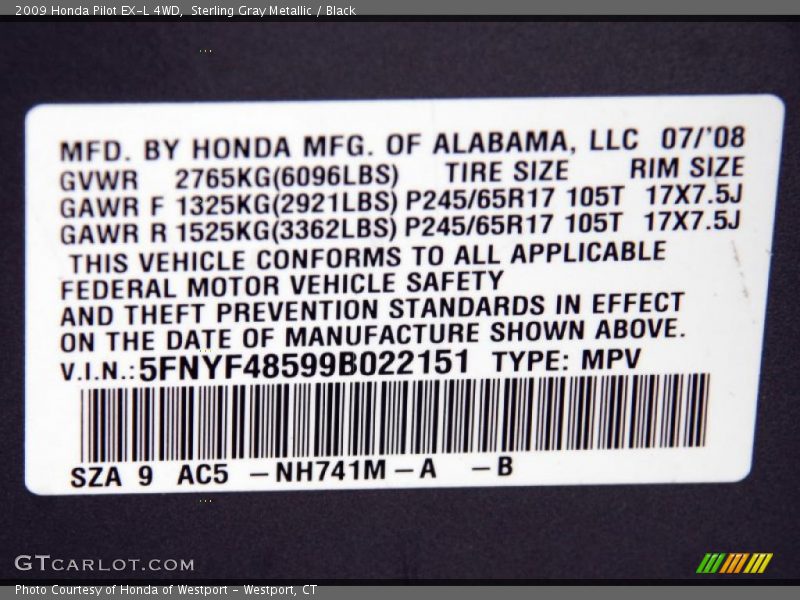 2009 Honda Pilot EX-L 4WD,  Sterling Gray Metallic / Black
MFD. BY HONDA MFG. OF ALABAMA, LLC 07/'08
GVWR 2765KG(6096LBS) TIRE SIZE RIM SIZE
GAWR F 1325KG(2921LBS) P245/65R17 105T 17X7.5J
GAWR R 1525KG(3362LBS) P245/65R17 105T 17X7.5J
THIS VEHICLE CONFORMS TO ALL APPLICABLE
FEDERAL MOTOR VEHICLE SAFETY
AND THEFT PREVENTION STANDARDS IN EFFECT
ON THE DATE OF MANUFACTURE SHOWN ABOVE.
V.I.N.: 5FNYF48599B022151 TYPE: MPV
SZA 9 AC5 -NH741M-A -B
GTCARLOT.COM
Photo Courtesy of Honda of Westport - Westport, CT